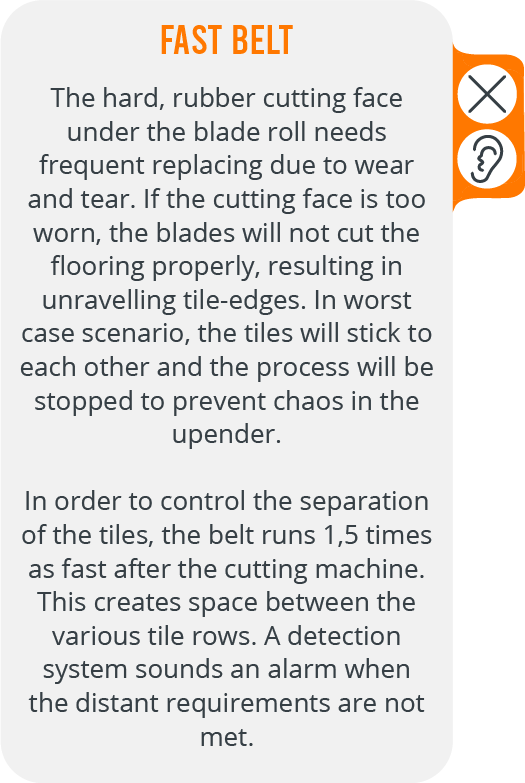 FAST BELT
The hard, rubber cutting face
under the blade roll needs
frequent replacing due to wear
and tear. If the cutting face is too
worn, the blades will not cut the
flooring properly, resulting in
unravelling tile-edges. In worst
case scenario, the tiles will stick to
each other and the process will be
stopped to prevent chaos in the
upender.
In order to control the separation
of the tiles, the belt runs 1,5 times
as fast after the cutting machine.
This creates space between the
various tile rows. A detection
system sounds an alarm when
the distant requirements are not
met.